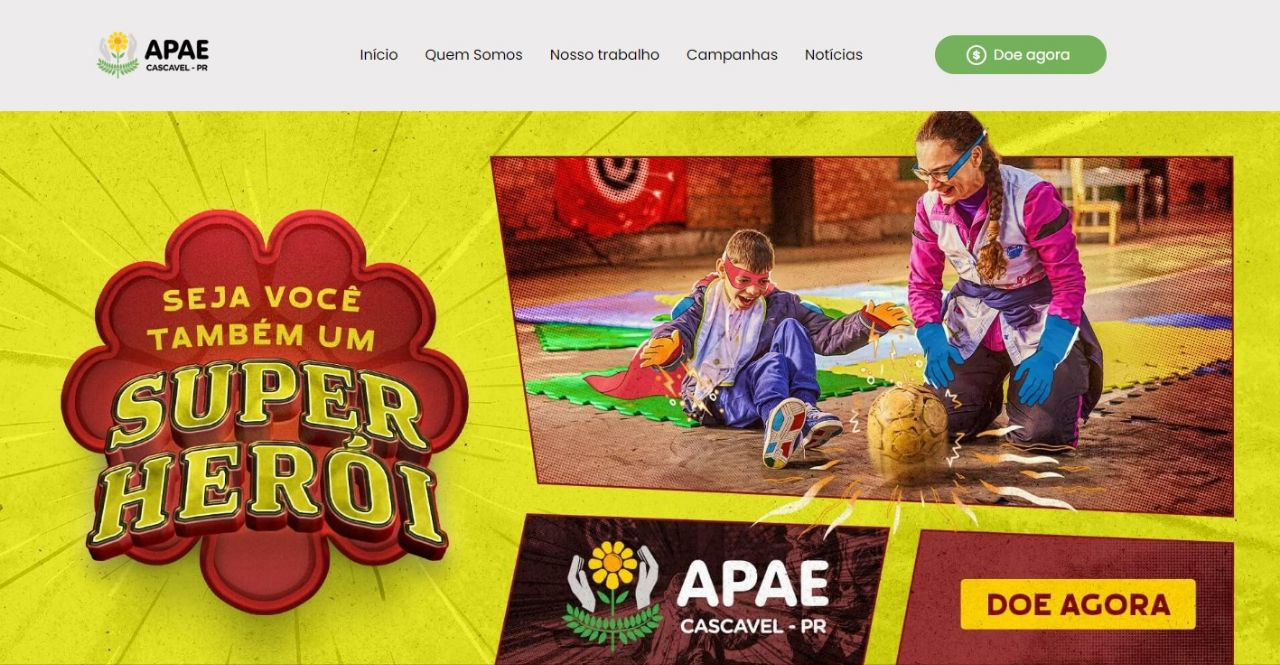 APAE
CASCAVEL - PR
Início
Quem Somos
Nosso trabalho
Campanhas
Notícias
Doe agora
SEJA VOCÊ
TAMBÉM UM
SUPER
HERÓI
APAE
CASCAVEL - PR
DOE AGORA